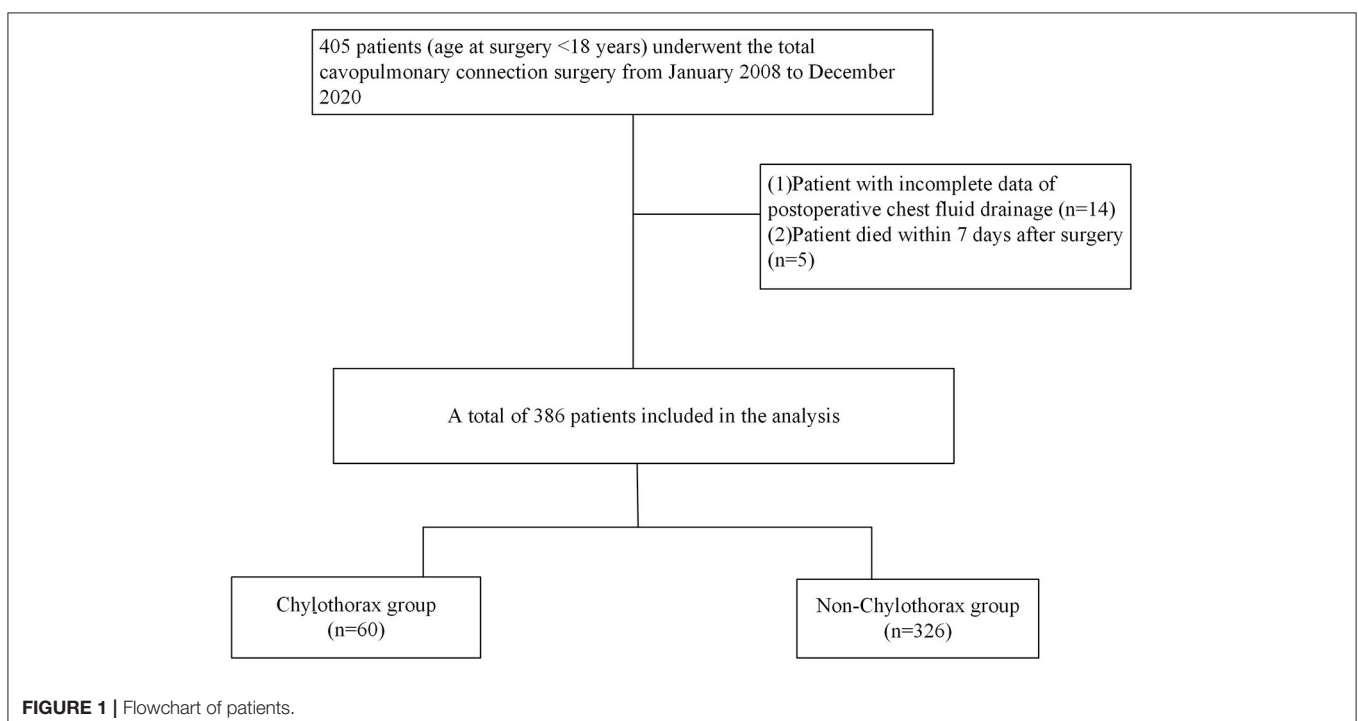 405 patients (age at surgery <18 years) underwent the total
cavopulmonary connection surgery from January 2008 to December
2020
(1)Patient with incomplete data of
postoperative chest fluid drainage (n=14)
(2)Patient died within 7 days after surgery
(n=5)
A total of 386 patients included in the analysis
Chylothorax group
(n=60)
Non-Chylothorax group
(n=326)
FIGURE 1 | Flowchart of patients.